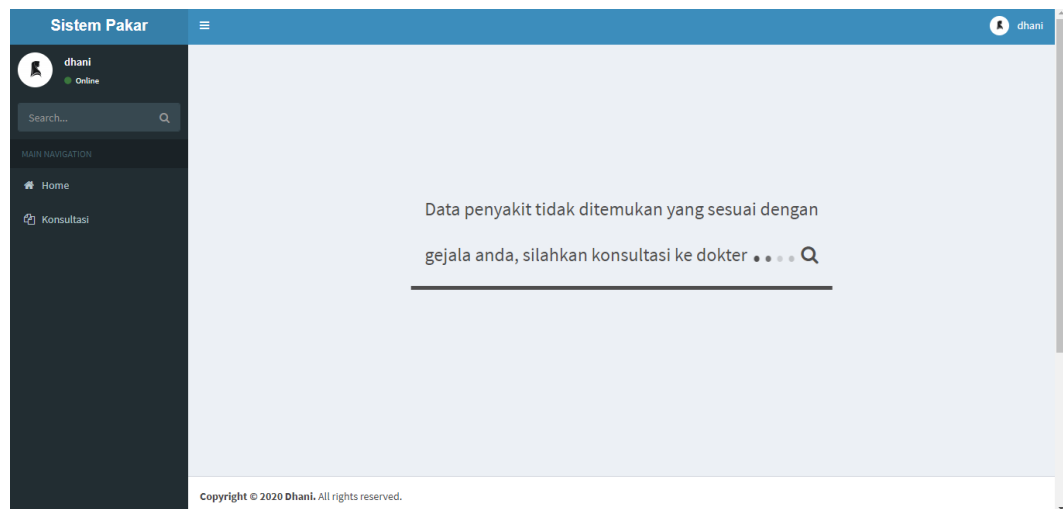 Sistem Pakar
dhani
dhani
Online
Search...
MAIN NAVIGATION
Home
Konsultasi
Data penyakit tidak ditemukan yang sesuai dengan
gejala anda, silahkan konsultasi ke dokter
Copyright © 2020 Dhani. All rights reserved.